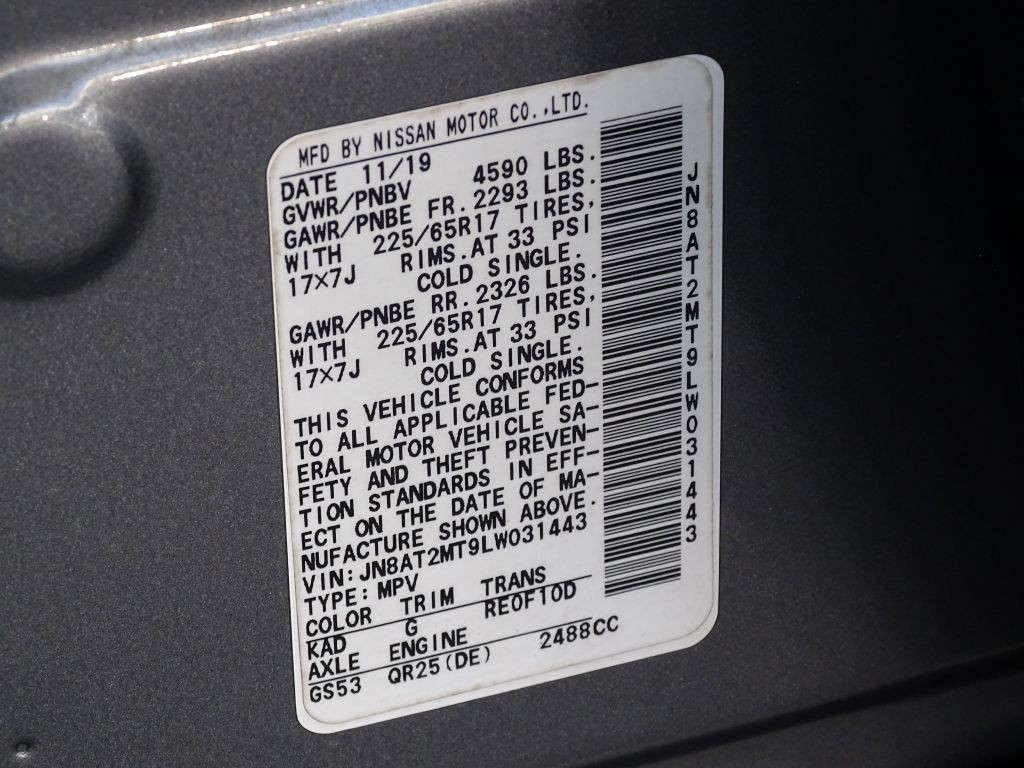 MFD BY NISSAN MOTOR CO.,LTD.
DATE 11/19
GVWR/PNBV 4590 LBS.
GAWR/PNBE FR. 2293 LBS.
WITH 225/65R17 TIRES,
17×7J RIMS.AT 33 PSI
COLD SINGLE.
GAWR/PNBE RR. 2326 LBS.
WITH 225/65R17 TIRES,
17×7J RIMS.AT 33 PSI
COLD SINGLE.
THIS VEHICLE CONFORMS
TO ALL APPLICABLE FED-
ERAL MOTOR VEHICLE SA-
FETY AND THEFT PREVEN-
TION STANDARDS IN EFF-
ECT ON THE DATE OF MA-
NUFACTURE SHOWN ABOVE.
VIN:JN8AT2MT9LW031443
TYPE:MPV
COLOR TRIM TRANS
KAD G RE0F10D
AXLE ENGINE
GS53 QR25(DE) 2488CC
JN8AT2MT9LW031443